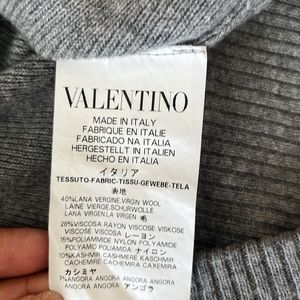 VALENTINO
MADE IN ITALY
FABRIQUE EN ITALIE
FABRICADO NA ITALIA
HERGESTELLT IN ITALIEN
HECHO EN ITALIA
イタリア
TESSUTO-FABRIC-TISSU-GEWEBE-TELA
表地
40%LANA VERGINE.VIRGIN WOOL
LAINE VIERGE.SCHURWOLLE
LANA VIRGEN.LA VIRGEN 毛
28%VISCOSA RAYON VISCOSE VISKOSE
VISCOSE VISCOSA レーヨン
15%POLIAMMIDE NYLON POLYAMIDE
POLYAMID POLIAMIDA ナイロン
10%KASHMIR CASHMERE KASCHMIR
CACHEMIRE CACHEMIRA CAXEMIRA
カシミヤ
7%ANGORA ANGORA ANGORA ANGORA
ANGORA ANGORA アンゴラ